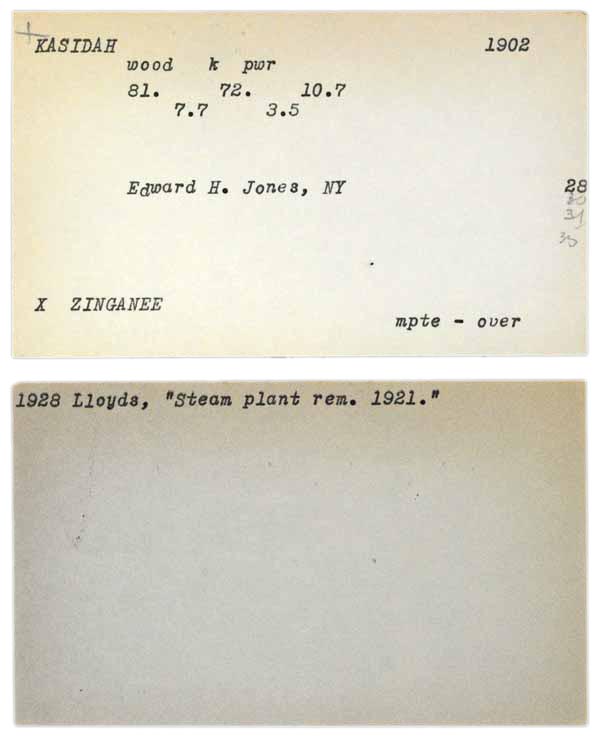 KASIDAH 1902
wood k pwr
81. 72. 10.7
7.7 3.5
Edward H. Jones, NY 28
30
31
35
X ZINGANEE
mpte - over
1928 Lloyds, "Steam plant rem. 1921."